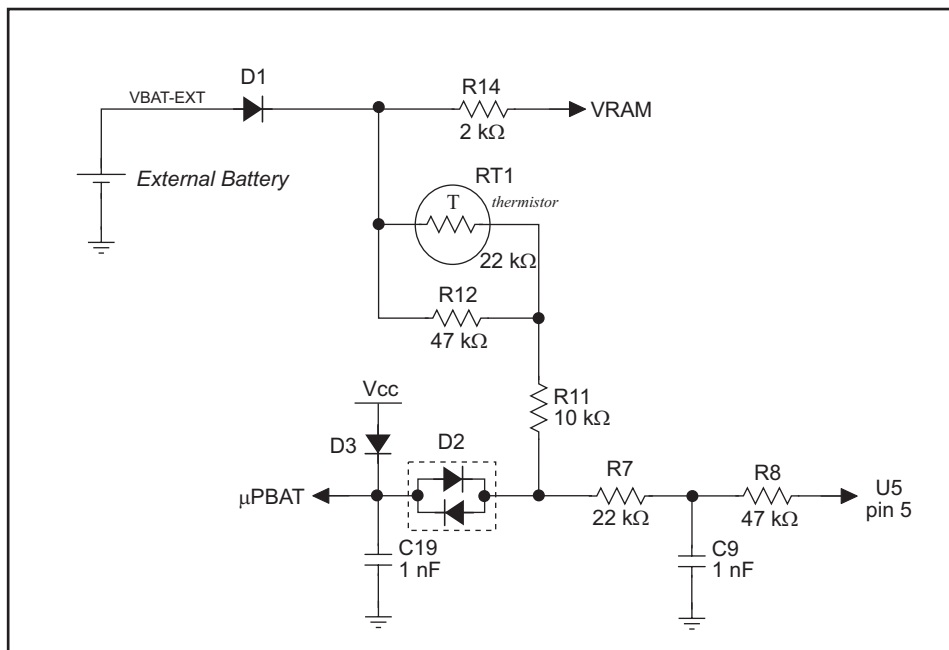 D1
VBAT-EXT
R14
2 kΩ
VRAM
External Battery
RT1
T
thermistor
22 kΩ
R12
47 kΩ
R11
10 kΩ
Vcc
D3
D2
µPBAT
R7
22 kΩ
R8
47 kΩ
U5
pin 5
C19
1 nF
C9
1 nF